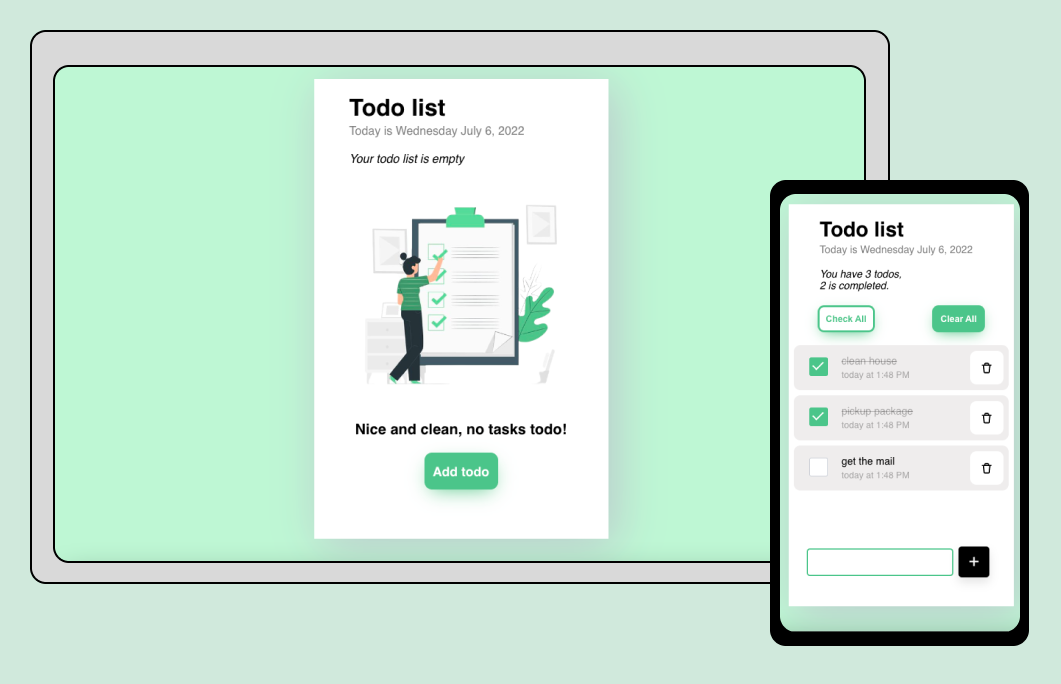 Todo list
Today is Wednesday July 6, 2022
Your todo list is empty
Nice and clean, no tasks todo!
Add todo
Todo list
Today is Wednesday July 6, 2022
You have 3 todos,
2 is completed.
Check All
Clear All
clean house
today at 1:48 PM
pickup package
today at 1:48 PM
get the mail
today at 1:48 PM
+